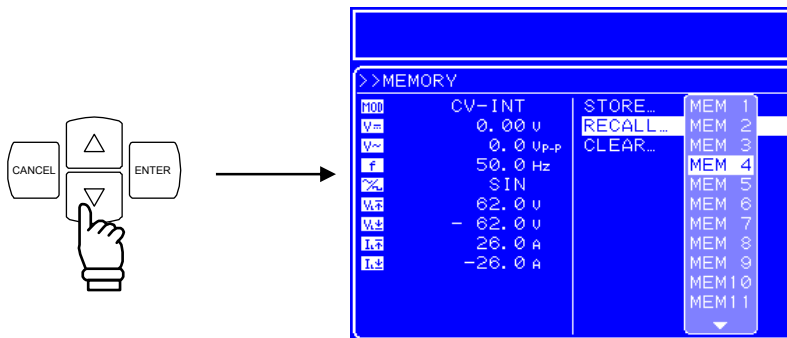 CANCEL
ENTER
>>MEMORY
MOD CV-INT
V= 0.00 V
V~ 0.0 Vp-p
f 50.0 Hz
SIN
62.0 V
- 62.0 V
26.0 A
-26.0 A
STORE…
RECALL…
CLEAR…
MEM 1
MEM 2
MEM 3
MEM 4
MEM 5
MEM 6
MEM 7
MEM 8
MEM 9
MEM10
MEM11